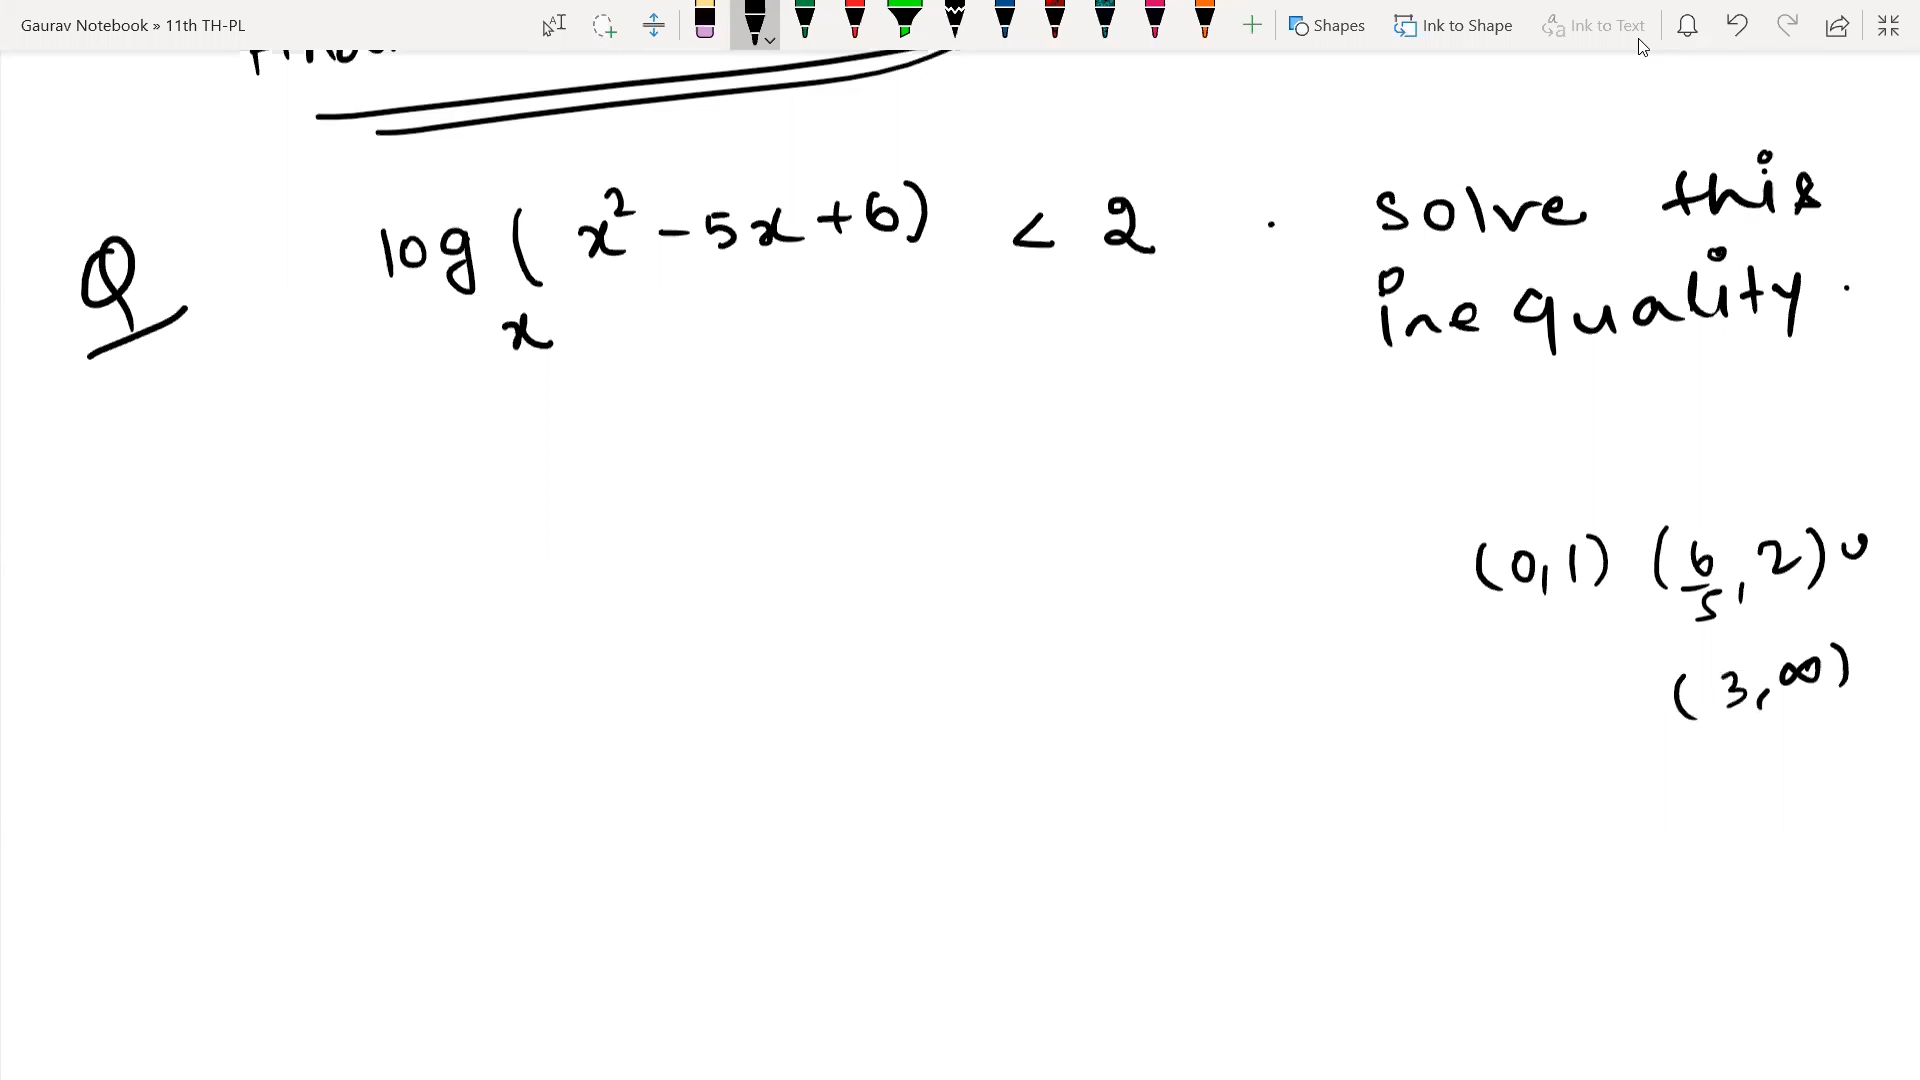 Gaurav Notebook » 11th TH-PL
Shapes
Ink to Shape
Ink to Text
Q log_x (x² - 5x + 6) < 2 . solve this
inequality.
(0,1) (6/5, 2) ∪
(3, ∞)